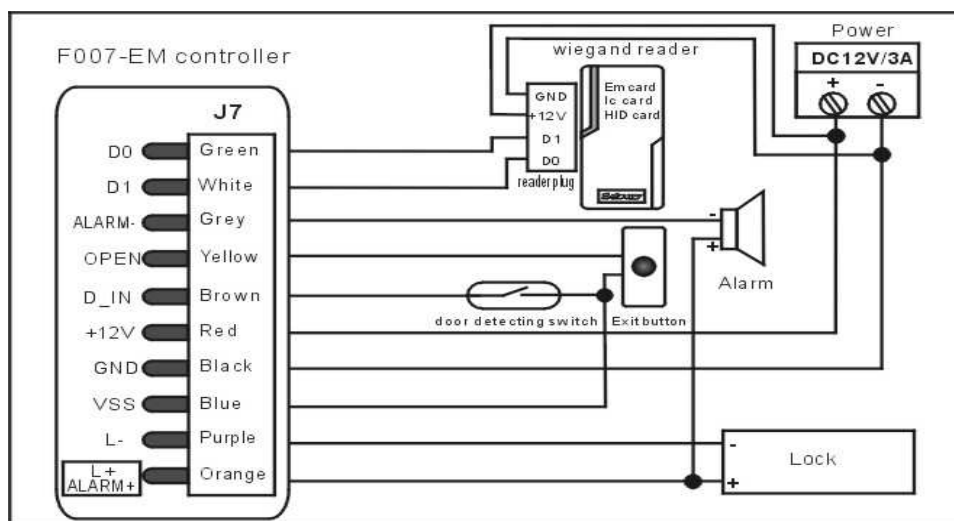 F007-EM controller
J7
D0 Green
D1 White
ALARM- Grey
OPEN Yellow
D_IN Brown
+12V Red
GND Black
VSS Blue
L- Purple
L+
ALARM+
Orange
wiegand reader
GND
+12V
D1
D0
reader plug
Em card
Ic card
HID card
Power
DC12V/3A
+ -
-
+
Alarm
door detecting switch
Exit button
-
+
Lock